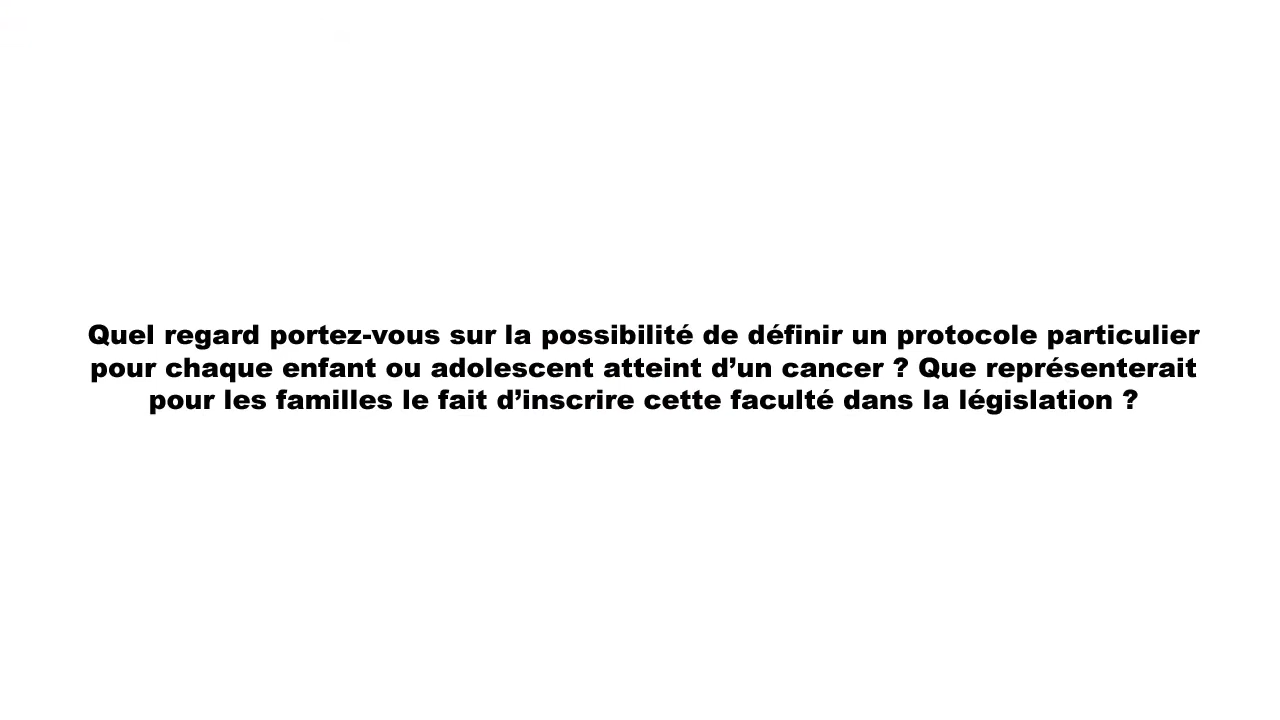 Quel regard portez-vous sur la possibilité de définir un protocole particulier
pour chaque enfant ou adolescent atteint d’un cancer ? Que représenterait
pour les familles le fait d’inscrire cette faculté dans la législation ?